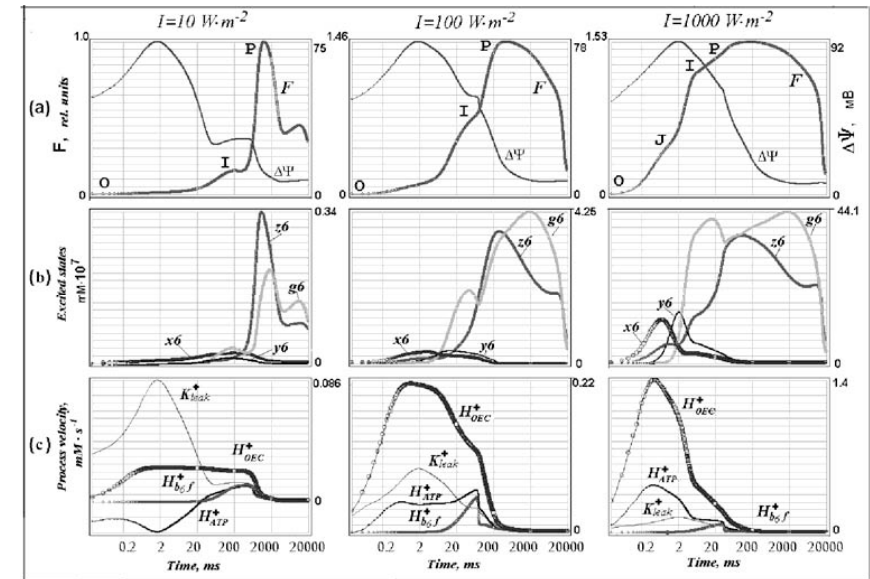 I=10 W·m-2 I=100 W·m-2 I=1000 W·m-2
(a)
F, rel. units
1.0 75 1.46 78 1.53 92
P F I O ΔΨ 0 0
P F I O ΔΨ 0 0
P I F J O ΔΨ 0 0
ΔΨ, мВ
(b)
Excited states
mM·10⁷
0.34 z6 g6 x6 y6 0
4.25 g6 z6 x6 y6 0
44.1 g6 z6 y6 x6 0
(c)
Process velocity,
mM · s⁻¹
0.086 K⁺leak H⁺OEC H⁺b₆f H⁺ATP 0
0.22 H⁺OEC K⁺leak H⁺ATP H⁺b₆f 0
1.4 H⁺OEC H⁺ATP K⁺leak H⁺b₆f 0
0.2 2 20 200 2000 20000 0.2 2 20 200 2000 20000 0.2 2 20 200 2000 20000
Time, ms Time, ms Time, ms